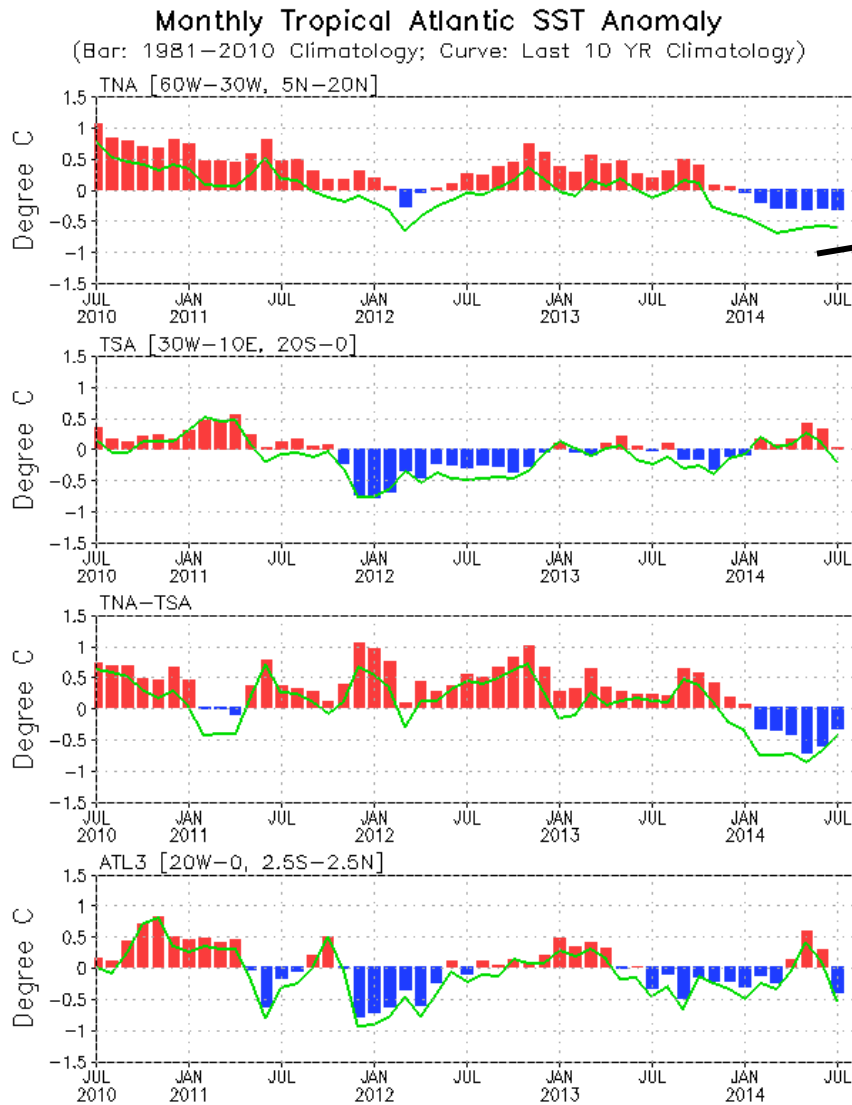 Monthly Tropical Atlantic SST Anomaly
(Bar: 1981−2010 Climatology; Curve: Last 10 YR Climatology)
TNA [60W−30W, 5N−20N]
Degree C
1.5
1
0.5
0
−0.5
−1
−1.5
JUL JAN JUL JAN JUL JAN JUL JAN JUL
2010 2011 2012 2013 2014
TSA [30W−10E, 20S−0]
Degree C
1.5
1
0.5
0
−0.5
−1
−1.5
JUL JAN JUL JAN JUL JAN JUL JAN JUL
2010 2011 2012 2013 2014
TNA−TSA
Degree C
1.5
1
0.5
0
−0.5
−1
−1.5
JUL JAN JUL JAN JUL JAN JUL JAN JUL
2010 2011 2012 2013 2014
ATL3 [20W−0, 2.5S−2.5N]
Degree C
1.5
1
0.5
0
−0.5
−1
−1.5
JUL JAN JUL JAN JUL JAN JUL JAN JUL
2010 2011 2012 2013 2014